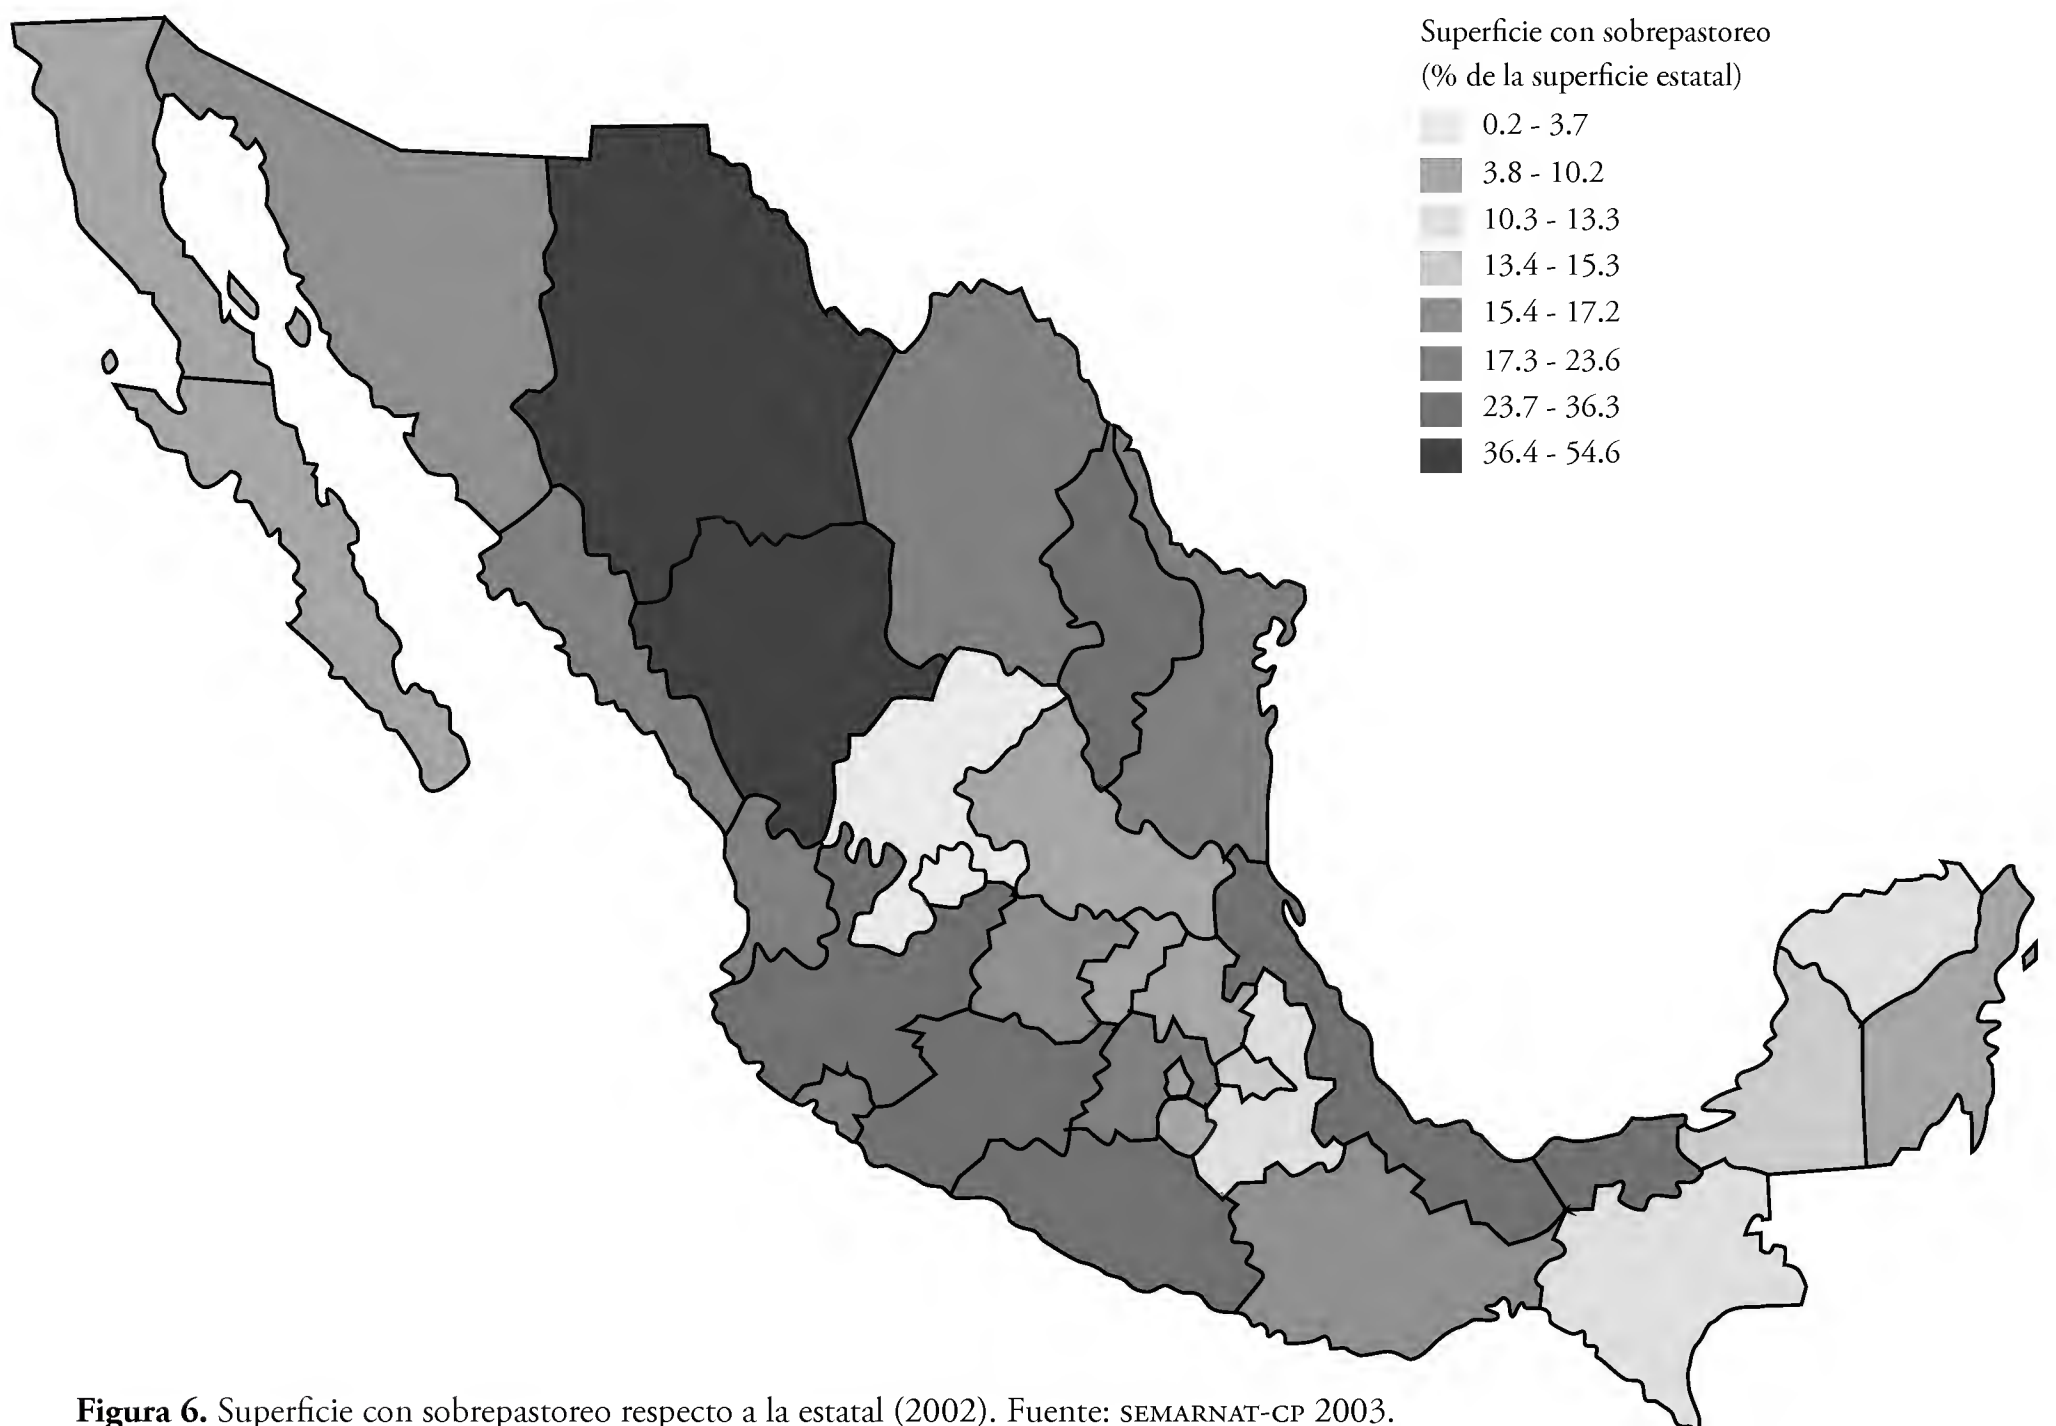 Superficie con sobrepastoreo
(% de la superficie estatal)
0.2 - 3.7
3.8 - 10.2
10.3 - 13.3
13.4 - 15.3
15.4 - 17.2
17.3 - 23.6
23.7 - 36.3
36.4 - 54.6
Figura 6. Superficie con sobrepastoreo respecto a la estatal (2002). Fuente: SEMARNAT-CP 2003.